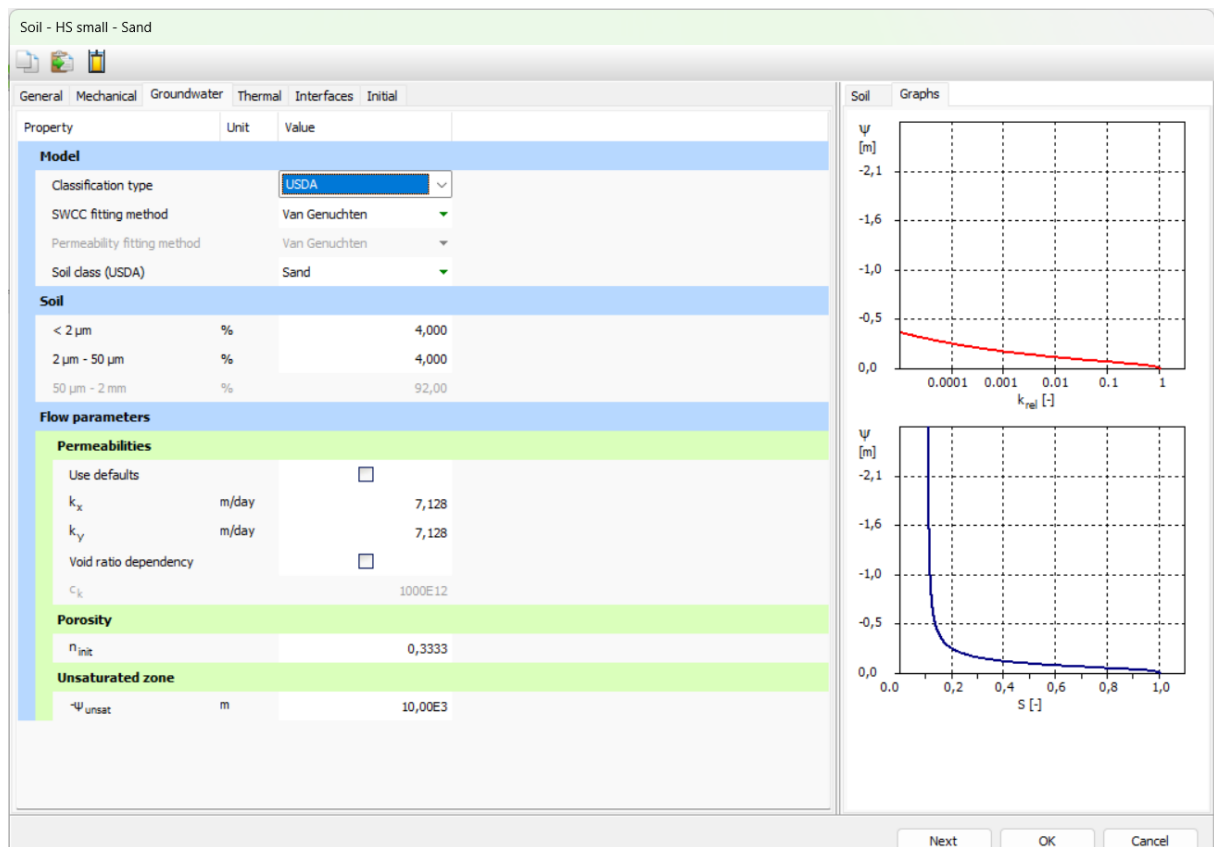 Soil - HS small - Sand
General Mechanical Groundwater Thermal Interfaces Initial
Property Unit Value
Model
Classification type USDA
SWCC fitting method Van Genuchten
Permeability fitting method Van Genuchten
Soil class (USDA) Sand
Soil
< 2 µm % 4,000
2 µm - 50 µm % 4,000
50 µm - 2 mm % 92,00
Flow parameters
Permeabilities
Use defaults
kx m/day 7,128
ky m/day 7,128
Void ratio dependency
ck 1000E12
Porosity
ninit 0,3333
Unsaturated zone
-Ψunsat m 10,00E3
Soil Graphs
Ψ
[m]
-2,1
-1,6
-1,0
-0,5
0,0
0.0001 0.001 0.01 0.1 1
krel [-]
Ψ
[m]
-2,1
-1,6
-1,0
-0,5
0,0
0.0 0,2 0,4 0,6 0,8 1,0
S [-]
Next OK Cancel